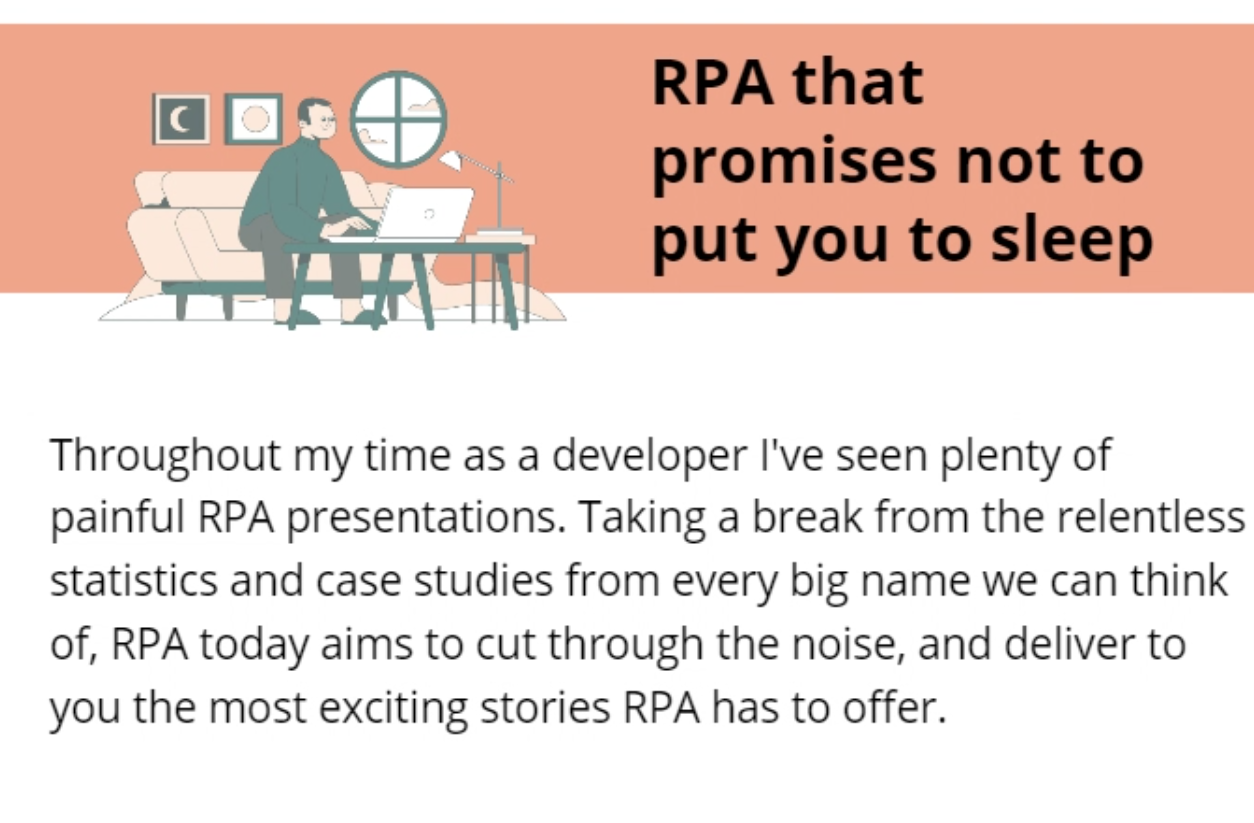 RPA that
promises not to
put you to sleep
Throughout my time as a developer I've seen plenty of
painful RPA presentations. Taking a break from the relentless
statistics and case studies from every big name we can think
of, RPA today aims to cut through the noise, and deliver to
you the most exciting stories RPA has to offer.